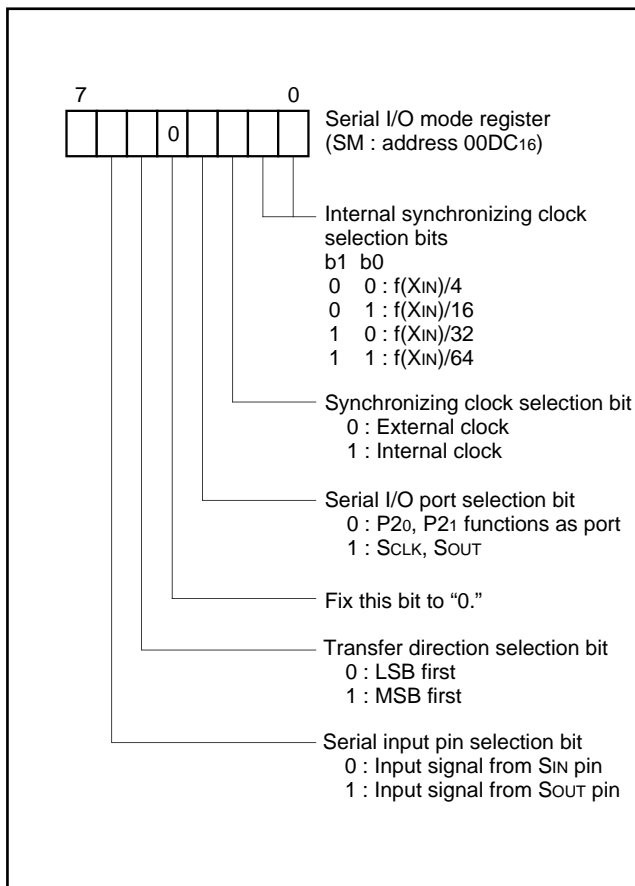 7 0
0
Serial I/O mode register
(SM : address 00DC16)
Internal synchronizing clock
selection bits
b1 b0
0 0 : f(XIN)/4
0 1 : f(XIN)/16
1 0 : f(XIN)/32
1 1 : f(XIN)/64
Synchronizing clock selection bit
0 : External clock
1 : Internal clock
Serial I/O port selection bit
0 : P20, P21 functions as port
1 : SCLK, SOUT
Fix this bit to “0.”
Transfer direction selection bit
0 : LSB first
1 : MSB first
Serial input pin selection bit
0 : Input signal from SIN pin
1 : Input signal from SOUT pin